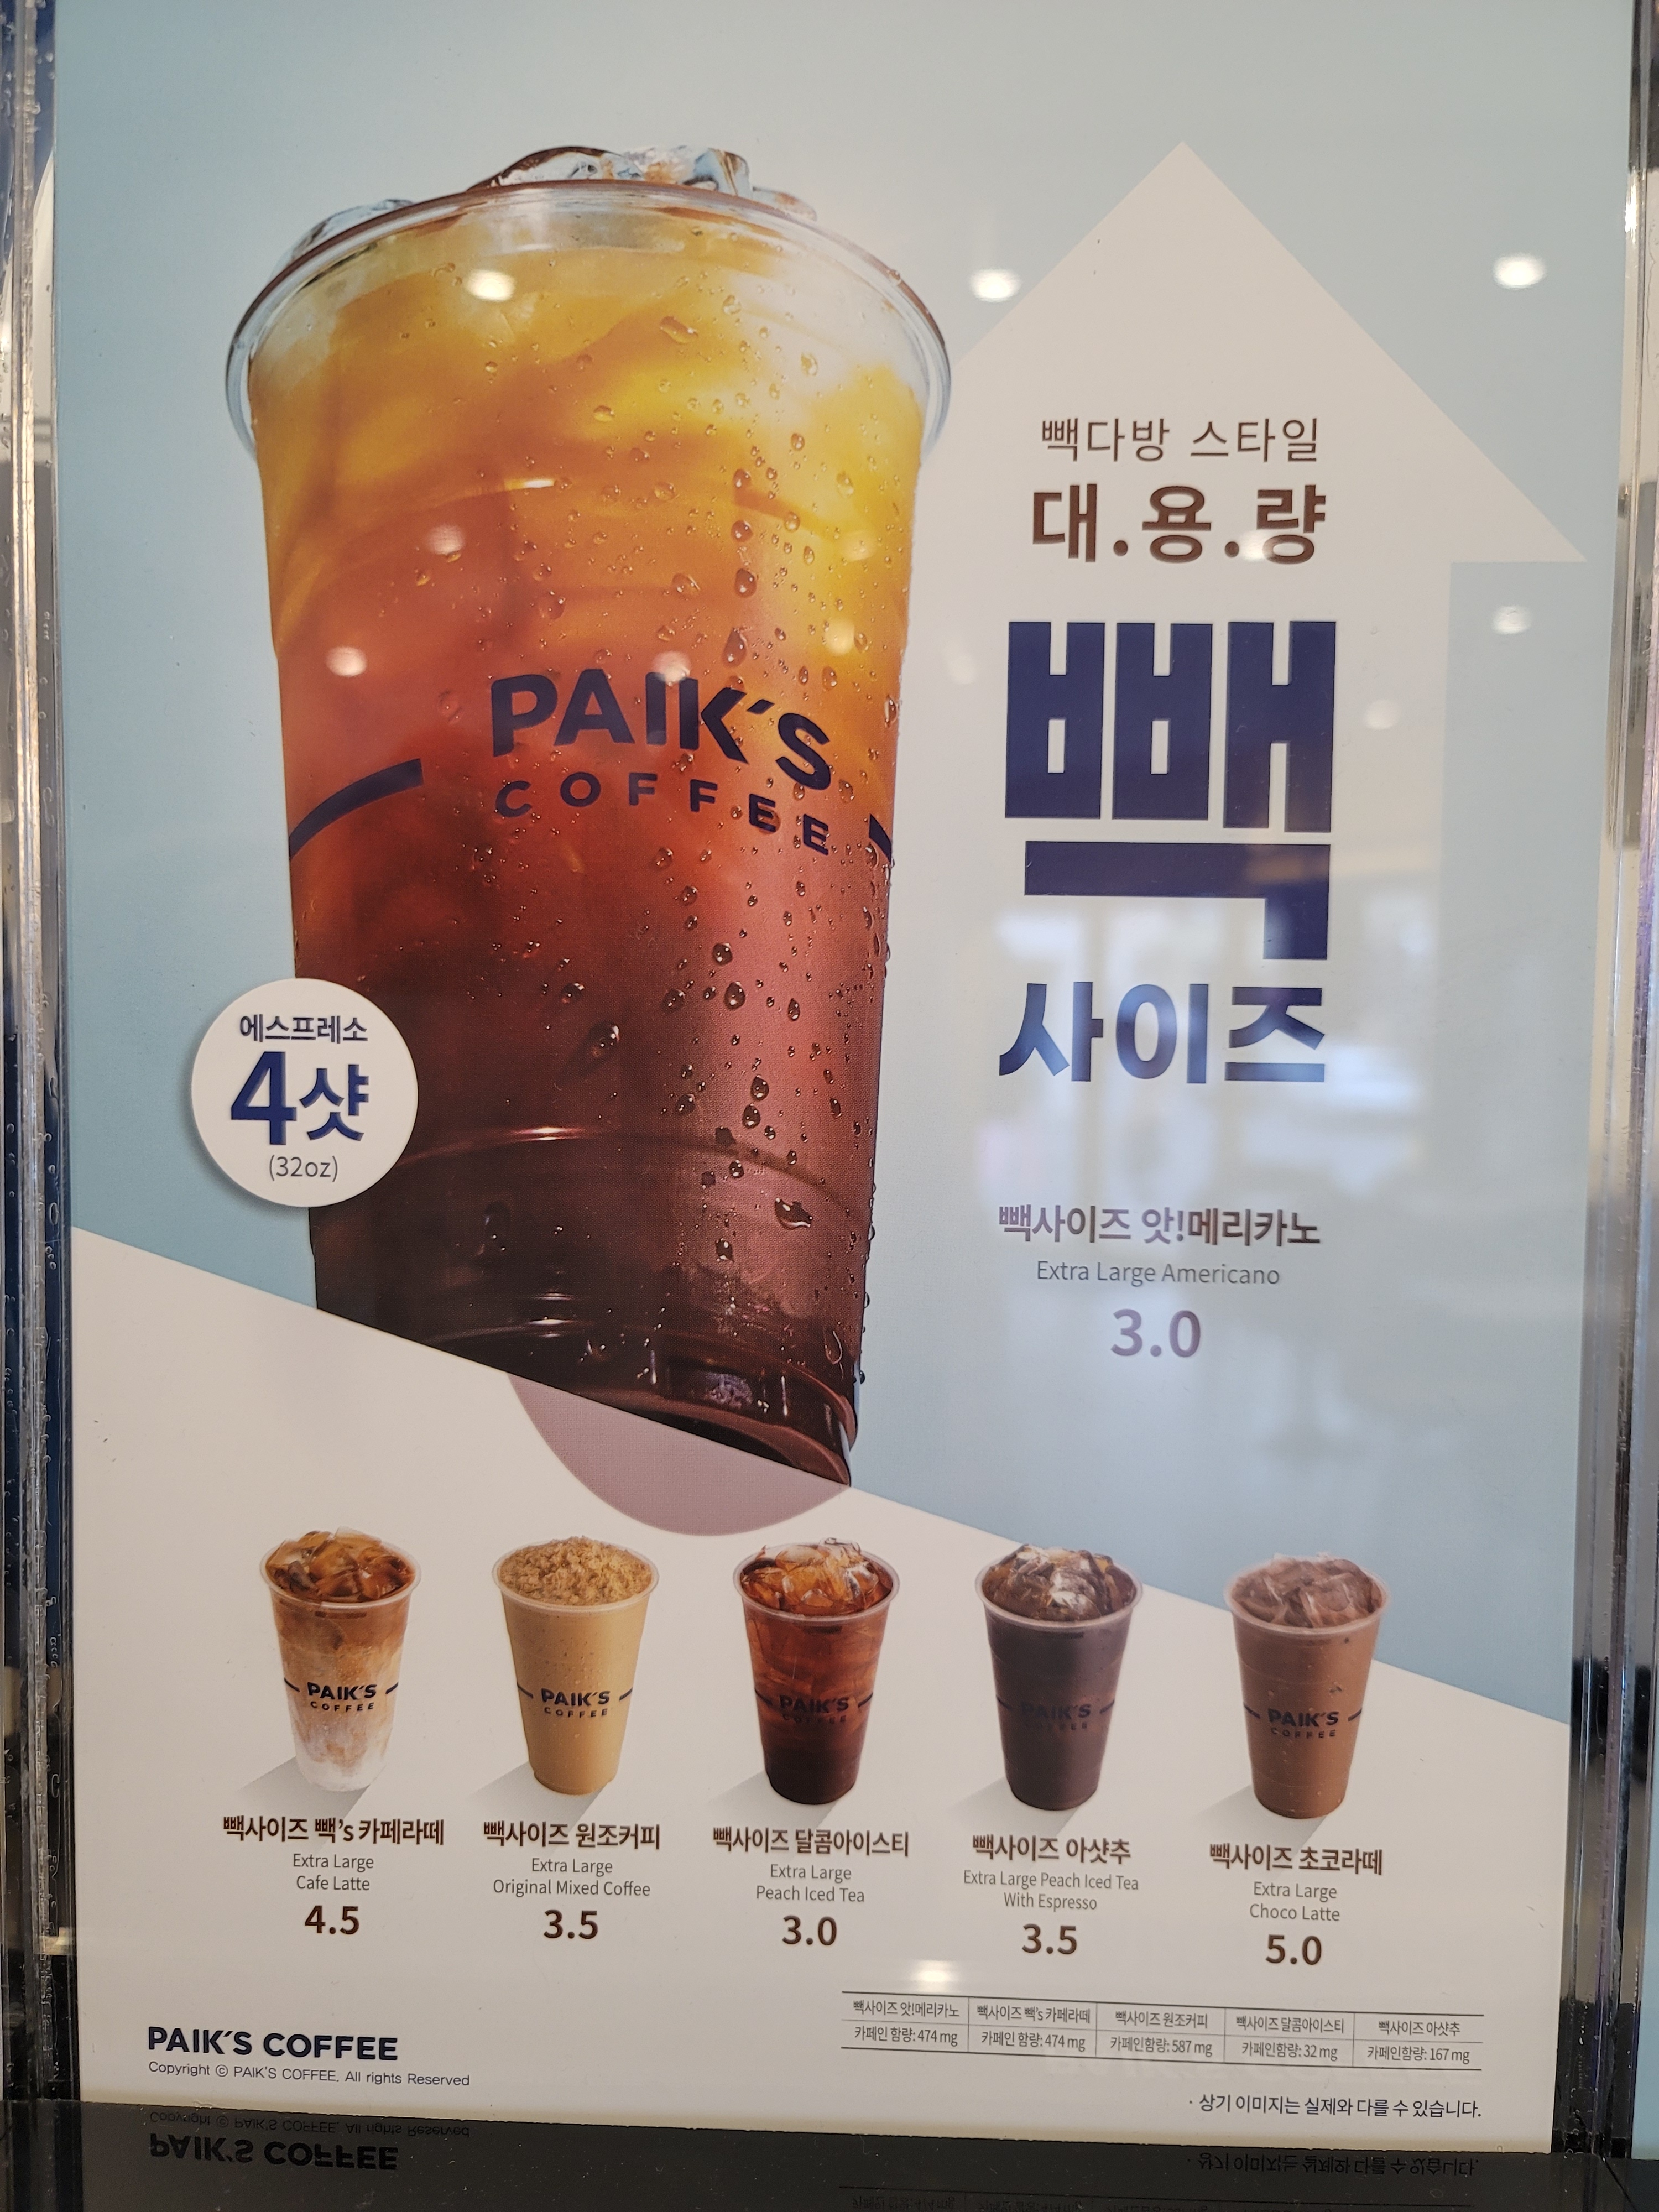 빽다방 스타일
대.용.량
빽
사이즈
PAIK'S
COFFEE
에스프레소
4샷
(32oz)
빽사이즈 앗!메리카노
Extra Large Americano
3.0
PAIK'S
COFFEE
빽사이즈 빽's 카페라떼
Extra Large
Cafe Latte
4.5
PAIK'S
COFFEE
빽사이즈 원조커피
Extra Large
Original Mixed Coffee
3.5
PAIK'S
COFFEE
빽사이즈 달콤아이스티
Extra Large
Peach Iced Tea
3.0
PAIK'S
COFFEE
빽사이즈 아샷추
Extra Large Peach Iced Tea
With Espresso
3.5
PAIK'S
COFFEE
빽사이즈 초코라떼
Extra Large
Choco Latte
5.0
빽사이즈 앗!메리카노 빽사이즈 빽's 카페라떼 빽사이즈 원조커피 빽사이즈 달콤아이스티 빽사이즈 아샷추
카페인 함량: 474 mg 카페인 함량: 474 mg 카페인함량: 587 mg 카페인함량: 32 mg 카페인함량: 167 mg
PAIK'S COFFEE
Copyright ⓒ PAIK'S COFFEE. All rights Reserved
· 상기 이미지는 실제와 다를 수 있습니다.